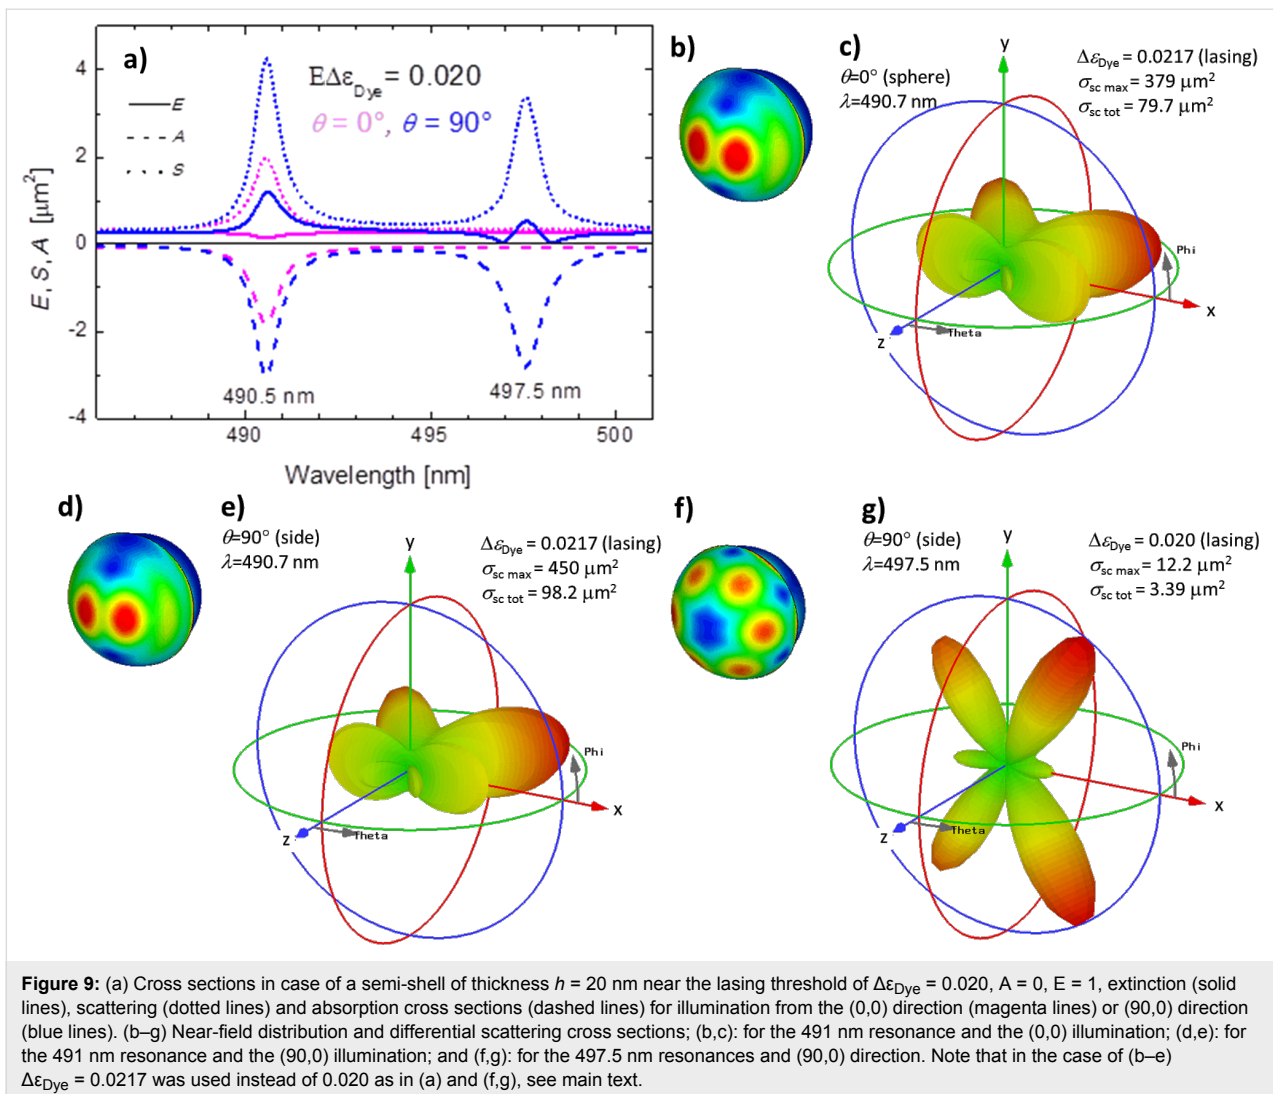 a)
EΔε_Dye = 0.020
θ = 0°, θ = 90°
E
A
S
4
2
0
-2
-4
E, S, A [μm²]
490.5 nm
497.5 nm
490
495
500
Wavelength [nm]
b)
c)
θ=0° (sphere)
λ=490.7 nm
Δε_Dye = 0.0217 (lasing)
σ_sc max = 379 μm²
σ_sc tot = 79.7 μm²
y
Phi
x
z
Theta
d)
e)
θ=90° (side)
λ=490.7 nm
Δε_Dye = 0.0217 (lasing)
σ_sc max = 450 μm²
σ_sc tot = 98.2 μm²
y
Phi
x
z
Theta
f)
g)
θ=90° (side)
λ=497.5 nm
Δε_Dye = 0.020 (lasing)
σ_sc max = 12.2 μm²
σ_sc tot = 3.39 μm²
y
Phi
x
z
Theta
Figure 9: (a) Cross sections in case of a semi-shell of thickness h = 20 nm near the lasing threshold of Δε_Dye = 0.020, A = 0, E = 1, extinction (solid
lines), scattering (dotted lines) and absorption cross sections (dashed lines) for illumination from the (0,0) direction (magenta lines) or (90,0) direction
(blue lines). (b–g) Near-field distribution and differential scattering cross sections; (b,c): for the 491 nm resonance and the (0,0) illumination; (d,e): for
the 491 nm resonance and the (90,0) illumination; and (f,g): for the 497.5 nm resonances and (90,0) direction. Note that in the case of (b–e)
Δε_Dye = 0.0217 was used instead of 0.020 as in (a) and (f,g), see main text.